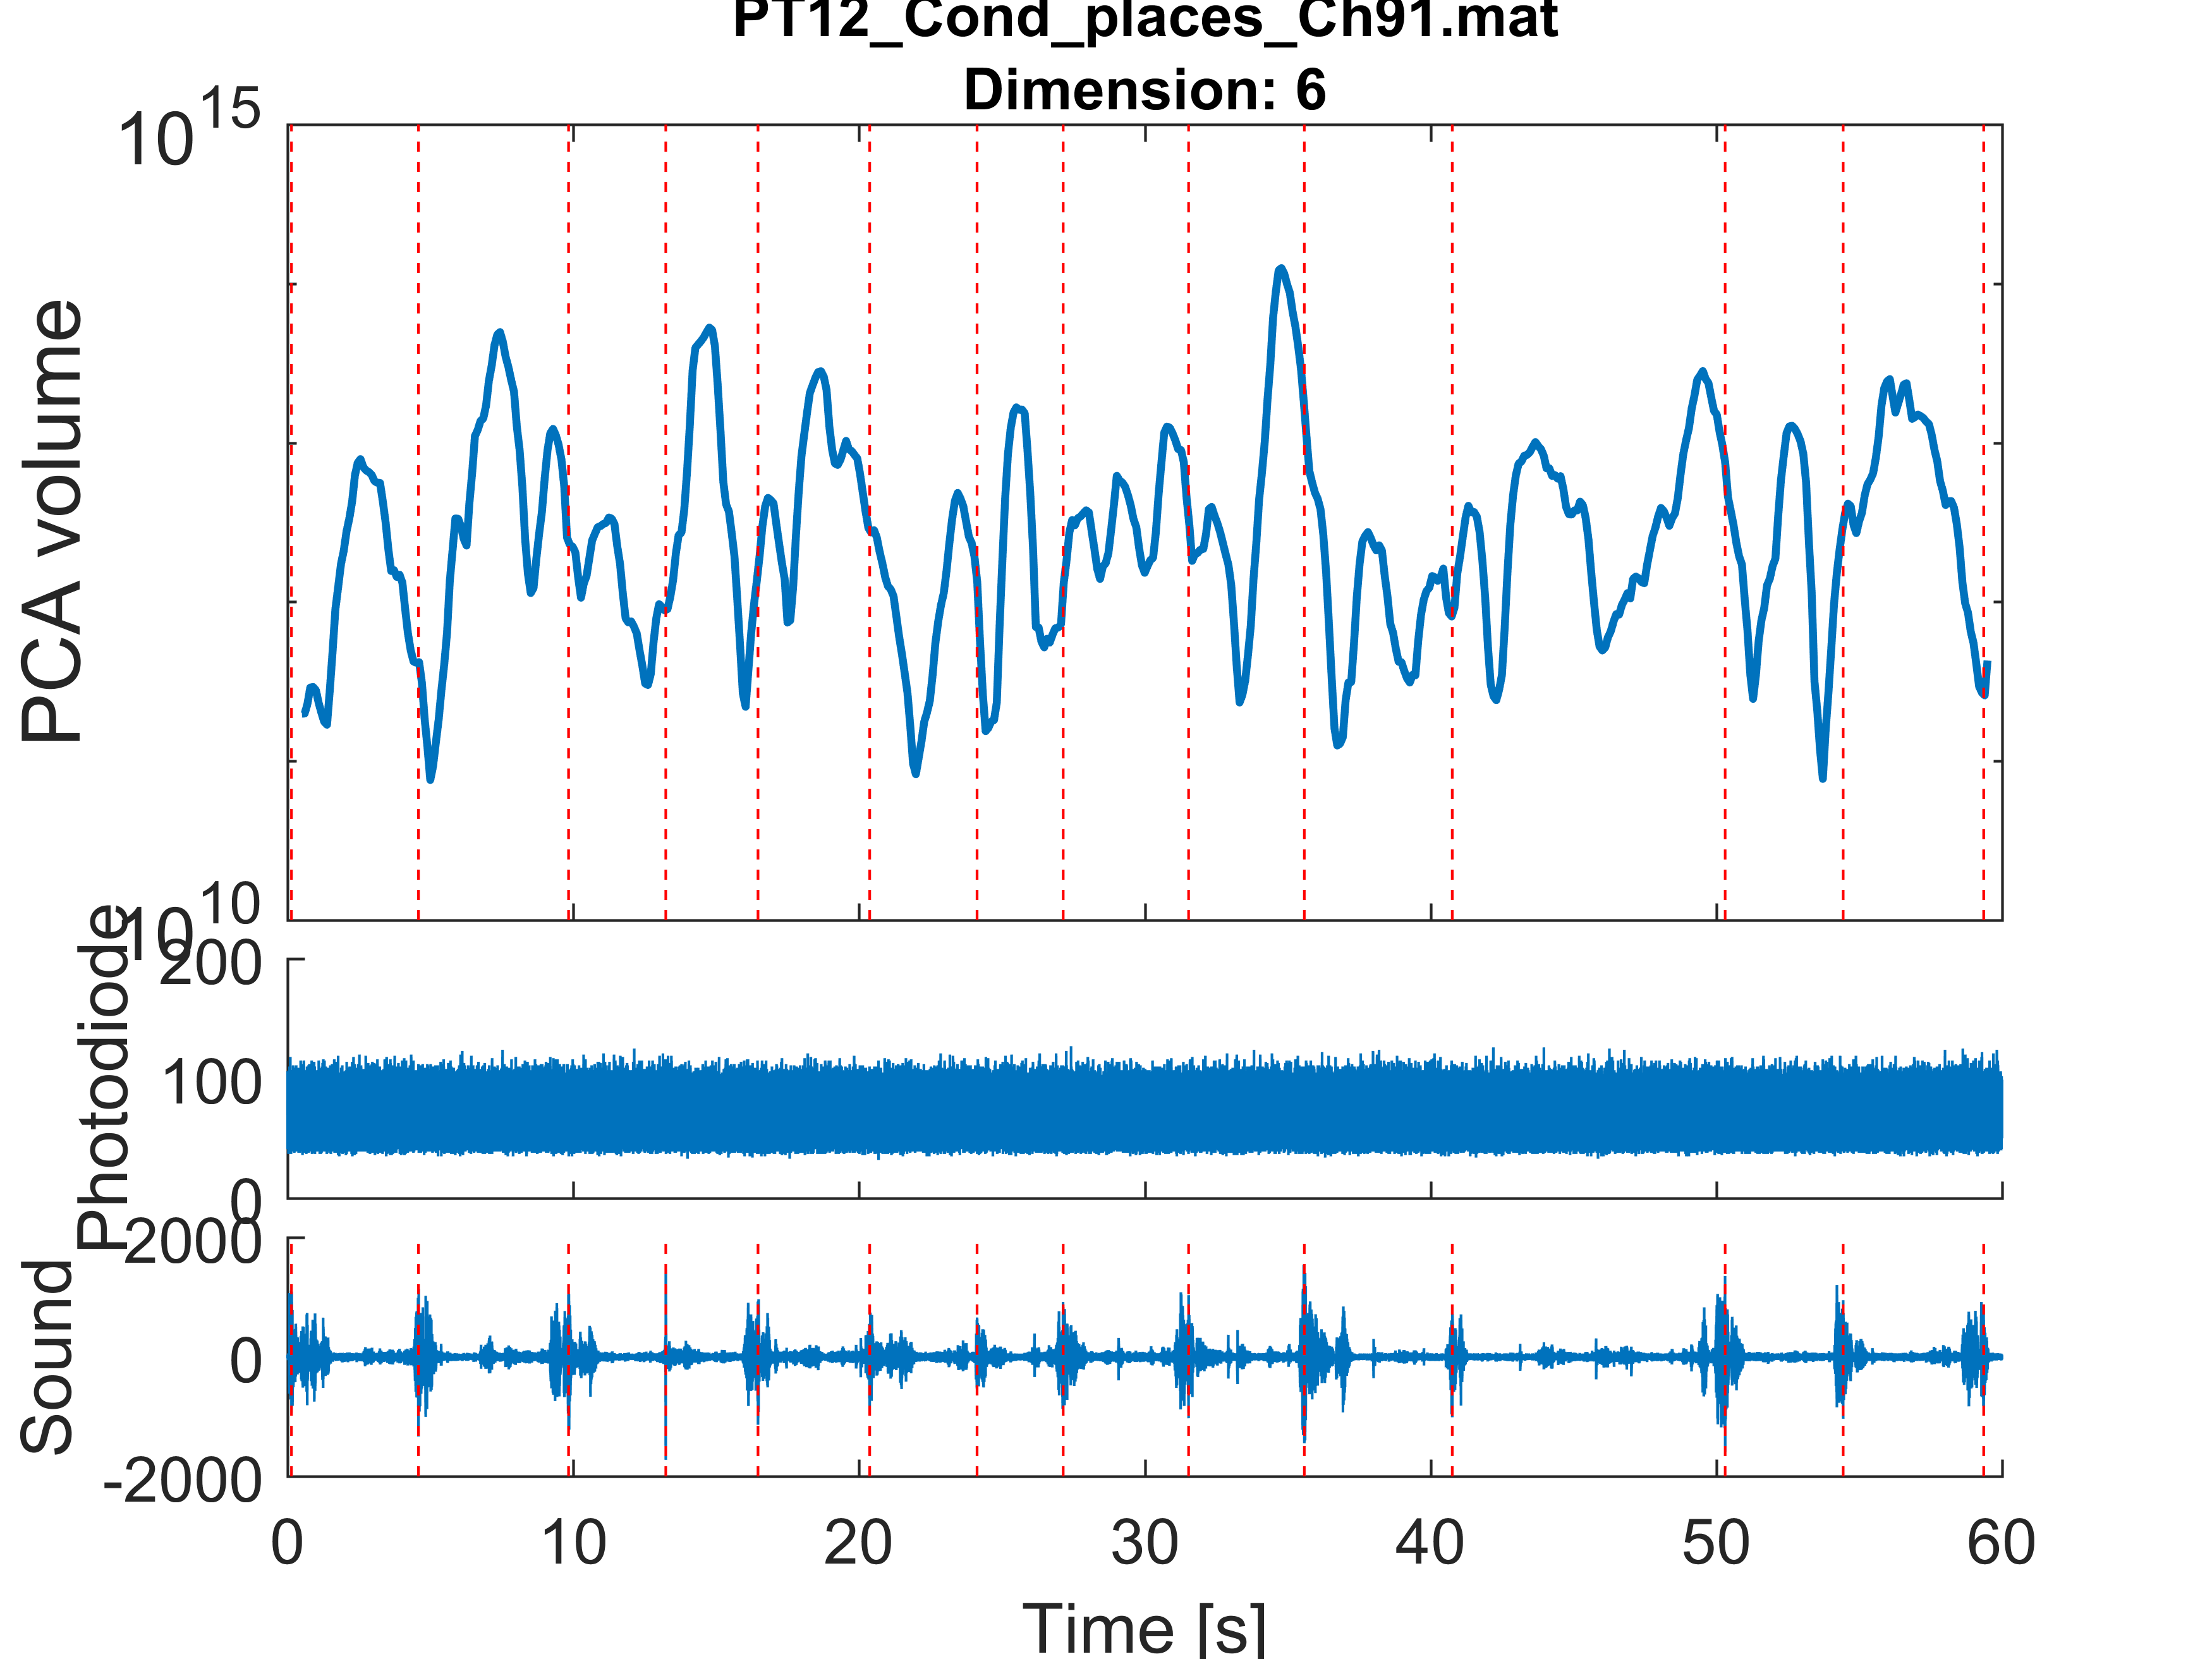 PT12_Cond_places_Ch91.mat
Dimension: 6
10^15
PCA volume
10^10
200
100
0
Photodiode
2000
0
-2000
Sound
0 10 20 30 40 50 60
Time [s]